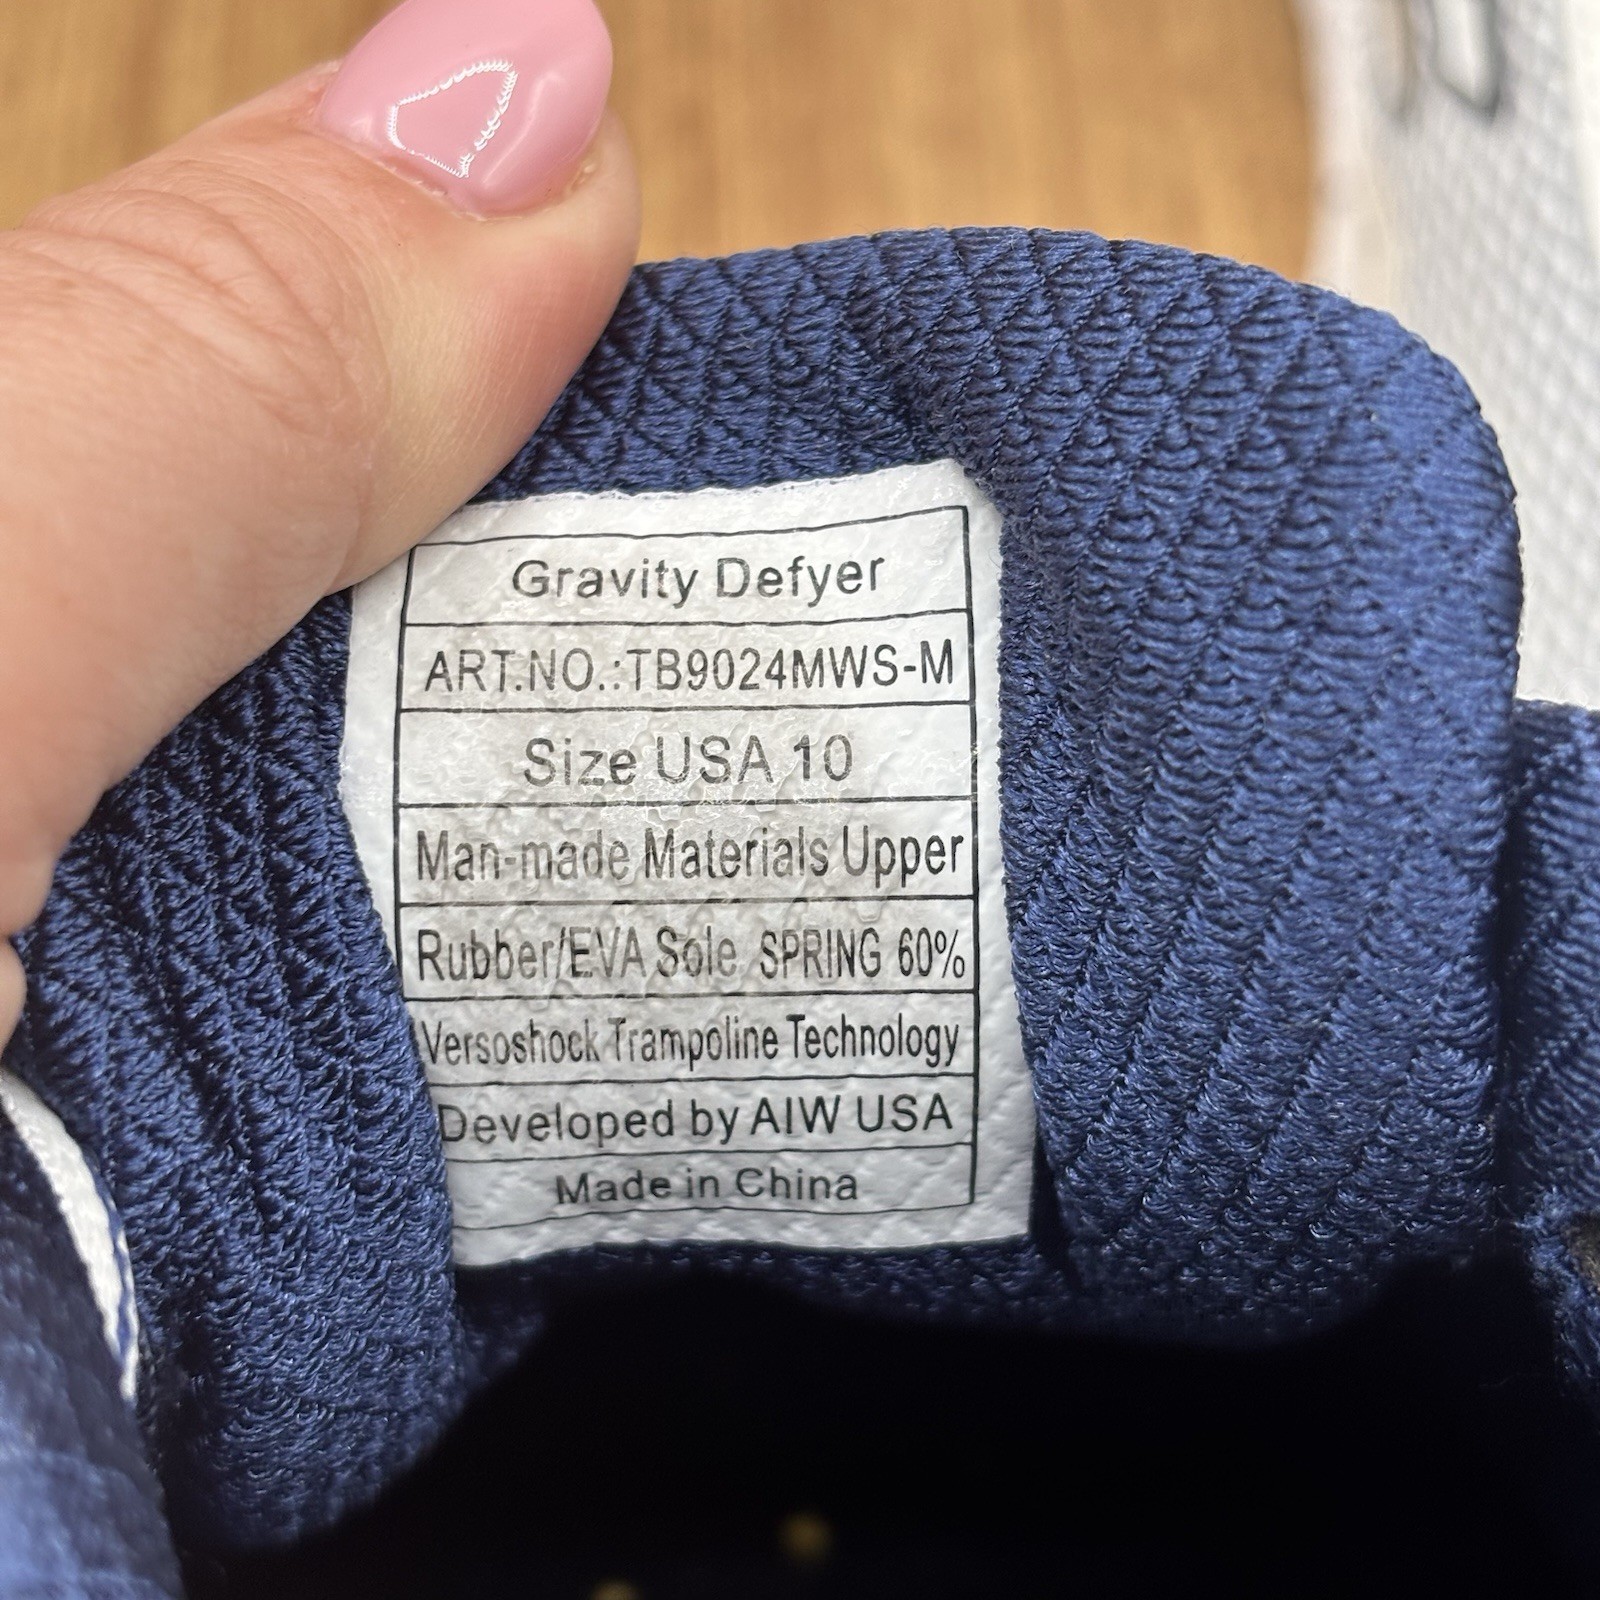 Gravity Defyer
ART.NO.:TB9024MWS-M
Size USA 10
Man-made Materials Upper
Rubber/EVA Sole SPRING 60%
Versoshock Trampoline Technology
Developed by AIW USA
Made in China